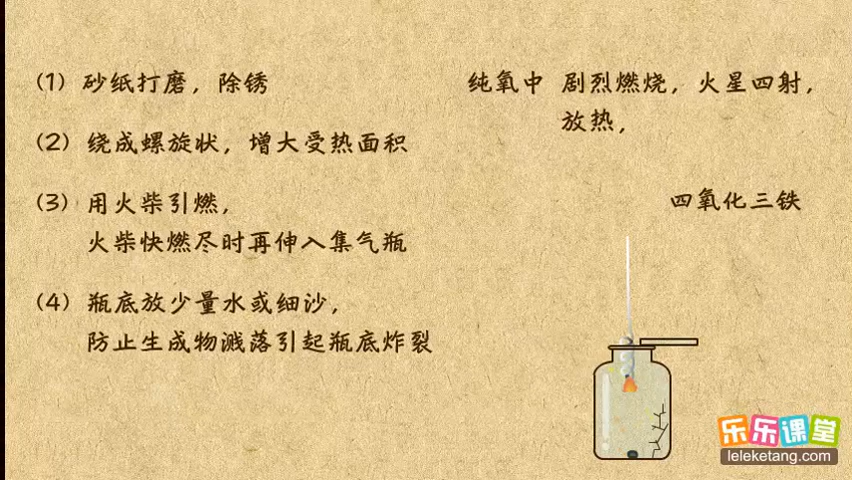 (1) 砂纸打磨，除锈
(2) 绕成螺旋状，增大受热面积
(3) 用火柴引燃，
火柴快燃尽时再伸入集气瓶
(4) 瓶底放少量水或细沙，
防止生成物溅落引起瓶底炸裂
纯氧中 剧烈燃烧，火星四射，
放热，
四氧化三铁
乐乐课堂
leleketang.com